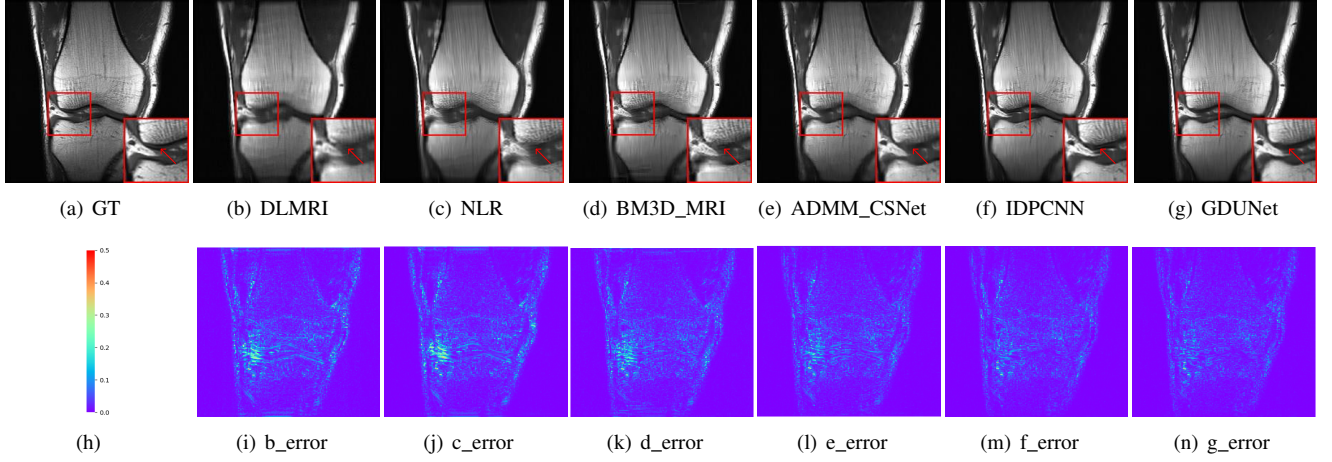 (a) GT
(b) DLMRI
(c) NLR
(d) BM3D_MRI
(e) ADMM_CSNet
(f) IDPCNN
(g) GDUNet
0.5
0.4
0.3
0.2
0.1
0.0
(h)
(i) b_error
(j) c_error
(k) d_error
(l) e_error
(m) f_error
(n) g_error